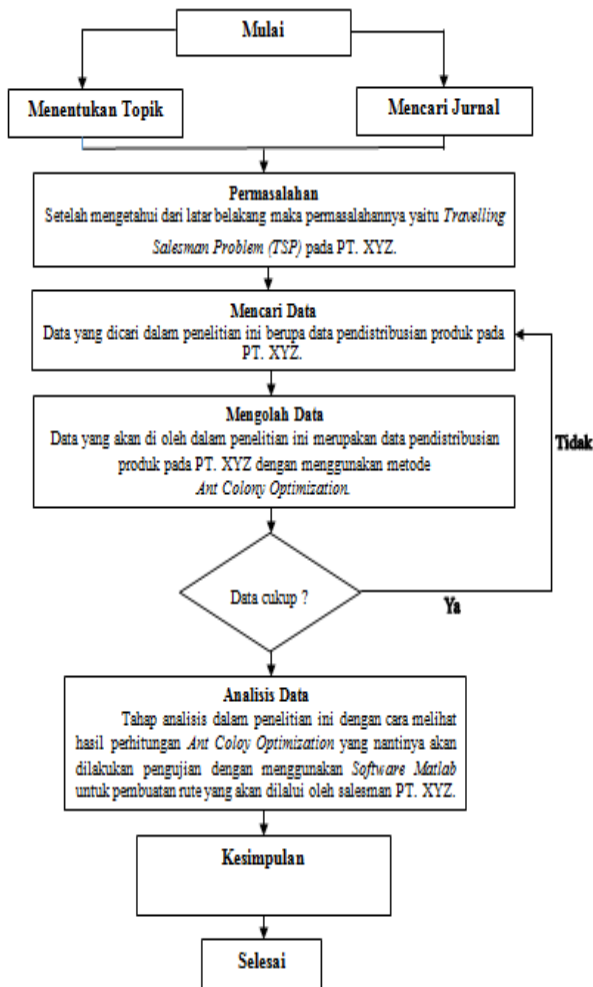 Mulai
Menentukan Topik
Mencari Jurnal
Permasalahan
Setelah mengetahui dari latar belakang maka permasalahannya yaitu Travelling
Salesman Problem (TSP) pada PT. XYZ.
Mencari Data
Data yang dicari dalam penelitian ini berupa data pendistribusian produk pada
PT. XYZ.
Mengolah Data
Data yang akan di oleh dalam penelitian ini merupakan data pendistribusian
produk pada PT. XYZ dengan menggunakan metode
Ant Colony Optimization.
Tidak
Data cukup ?
Ya
Analisis Data
Tahap analisis dalam penelitian ini dengan cara melihat
hasil perhitungan Ant Coloy Optimization yang nantinya akan
dilakukan pengujian dengan menggunakan Software Matlab
untuk pembuatan rute yang akan dilalui oleh salesman PT. XYZ.
Kesimpulan
Selesai